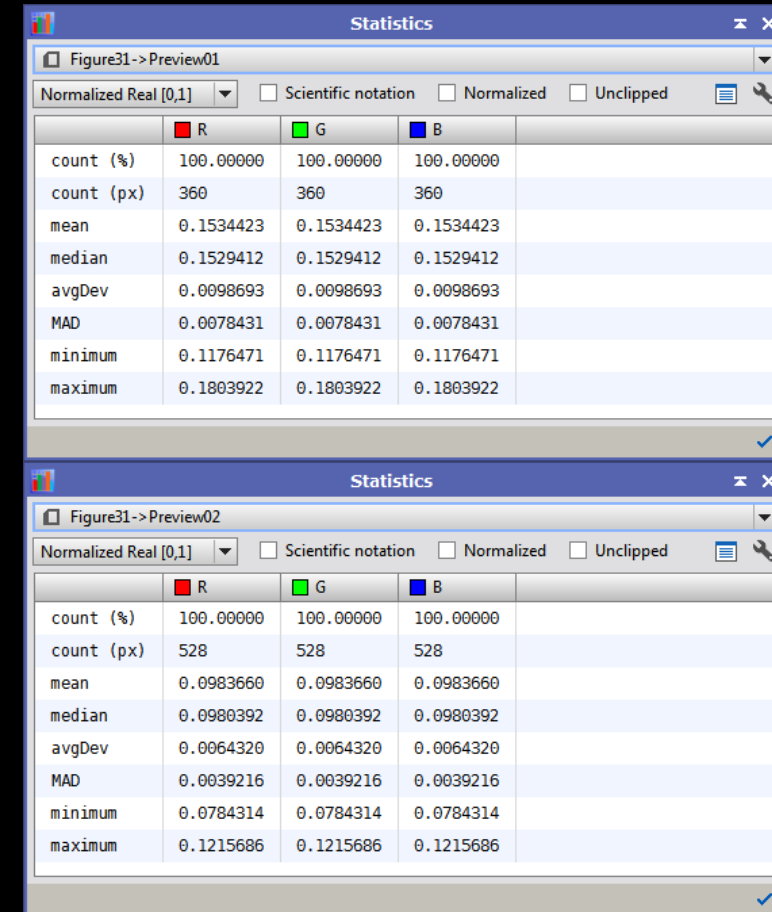 Statistics
Figure31->Preview01
Normalized Real [0,1] Scientific notation Normalized Unclipped
R G B
count (%) 100.00000 100.00000 100.00000
count (px) 360 360 360
mean 0.1534423 0.1534423 0.1534423
median 0.1529412 0.1529412 0.1529412
avgDev 0.0098693 0.0098693 0.0098693
MAD 0.0078431 0.0078431 0.0078431
minimum 0.1176471 0.1176471 0.1176471
maximum 0.1803922 0.1803922 0.1803922
Statistics
Figure31->Preview02
Normalized Real [0,1] Scientific notation Normalized Unclipped
R G B
count (%) 100.00000 100.00000 100.00000
count (px) 528 528 528
mean 0.0983660 0.0983660 0.0983660
median 0.0980392 0.0980392 0.0980392
avgDev 0.0064320 0.0064320 0.0064320
MAD 0.0039216 0.0039216 0.0039216
minimum 0.0784314 0.0784314 0.0784314
maximum 0.1215686 0.1215686 0.1215686